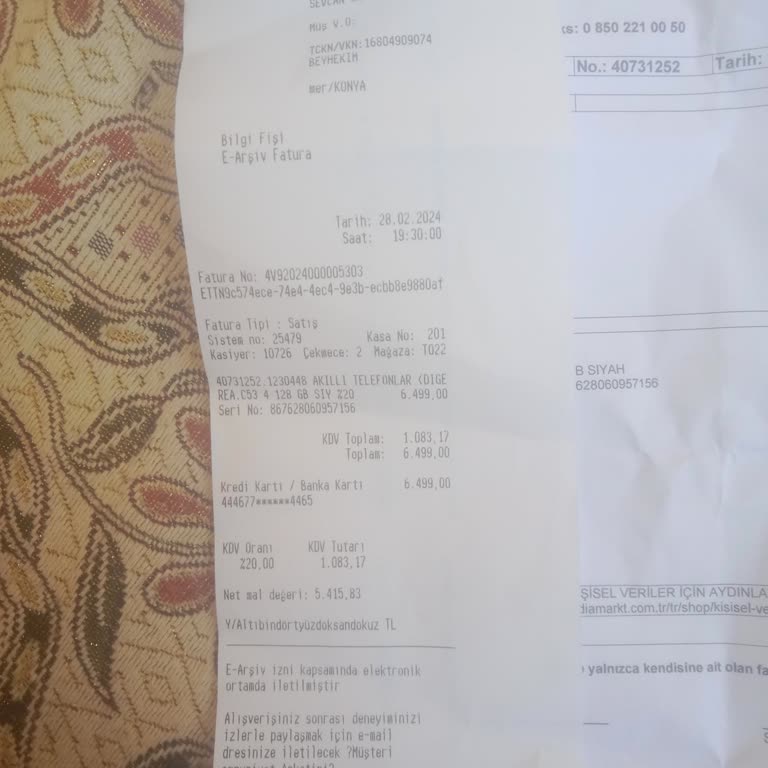 SEVCAN
Müş V.D:
TCKN/VKN:16804909074
BEYHEKİM
mer/KONYA
Bilgi Fişi
E-Arşiv Fatura
Tarih: 28.02.2024
Saat: 19:30:00
Fatura No: 4V92024000005303
ETTN9c574ece-74e4-4ec4-9e3b-ecbb8e9880af
Fatura Tipi : Satış
Sistem no: 25479 Kasa No: 201
Kasiyer: 10726 Çekmece: 2 Mağaza: T022
40731252.1230448 AKILLI TELEFONLAR (DIGE
REA.C53 4 128 GB SIY %20 6.499,00
Seri No: 867628060957156
KDV Toplam: 1.083,17
Toplam: 6.499,00
Kredi Kartı / Banka Kartı 6.499,00
444677******4465
KDV Oranı KDV Tutarı
%20,00 1.083,17
Net mal değeri: 5.415,83
Y/Altıbindörtyüzdoksandokuz TL
E-Arşiv izni kapsamında elektronik
ortamda iletilmiştir
Alışverişiniz sonrası deneyiminizi
izlerle paylaşmak için e-mail
dresinize iletilecek ?Müşteri
ks: 0 850 221 00 50
No.: 40731252 Tarih:
B SIYAH
628060957156
ŞİSEL VERİLER İÇİN AYDINLA
diamarkt.com.tr/tr/shop/kisisel-ve
yalnızca kendisine ait olan fa